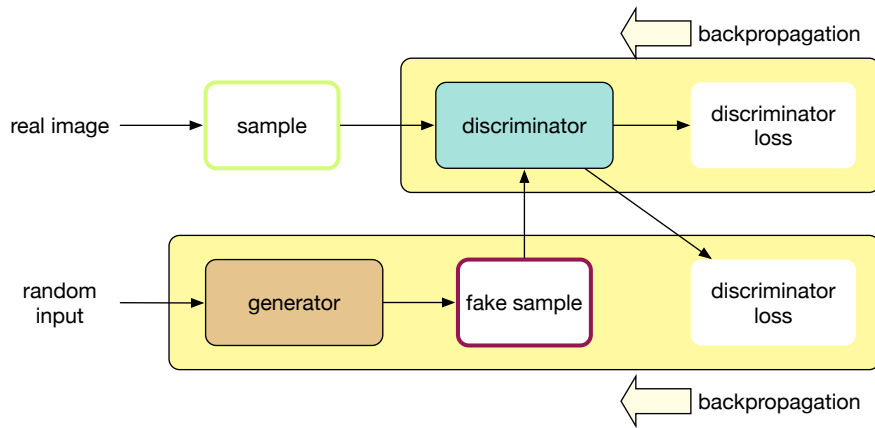 backpropagation
real image
sample
discriminator
discriminator
loss
random
input
generator
fake sample
discriminator
loss
backpropagation